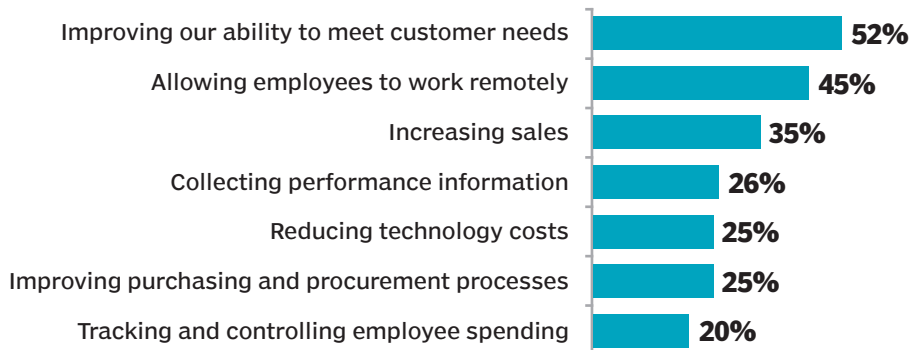 Improving our ability to meet customer needs 52%
Allowing employees to work remotely 45%
Increasing sales 35%
Collecting performance information 26%
Reducing technology costs 25%
Improving purchasing and procurement processes 25%
Tracking and controlling employee spending 20%